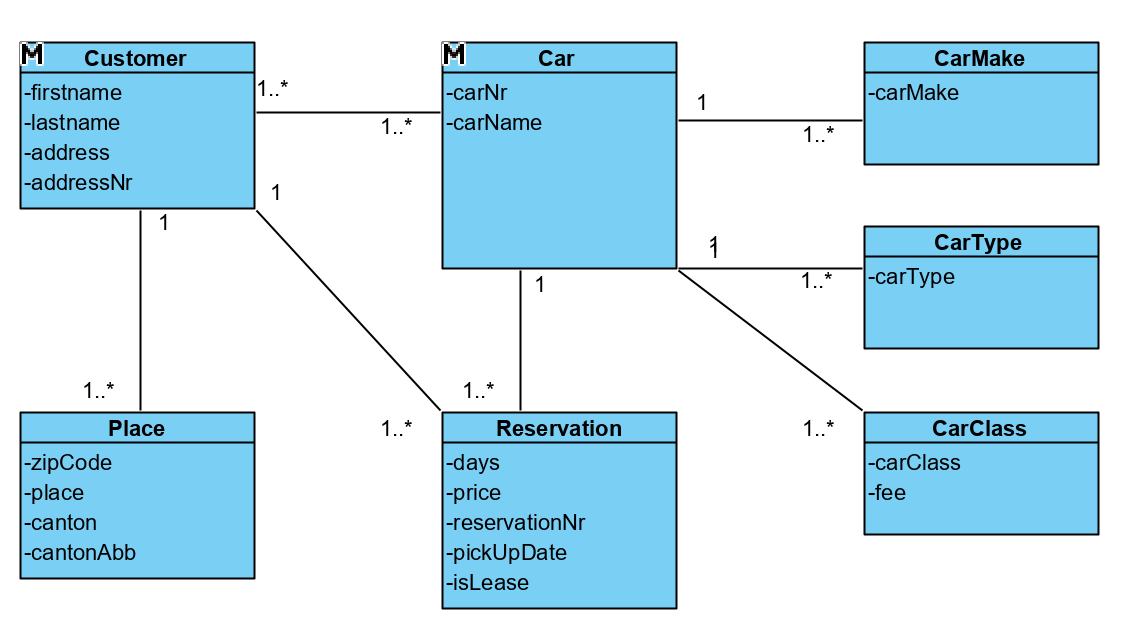 M
Customer
-firstname
-lastname
-address
-addressNr
M
Car
-carNr
-carName
CarMake
-carMake
CarType
-carType
Place
-zipCode
-place
-canton
-cantonAbb
Reservation
-days
-price
-reservationNr
-pickUpDate
-isLease
CarClass
-carClass
-fee
1..*
1..*
1
1..*
1
1
1..*
1
1..*
1
1..*
1
1..*
1..*